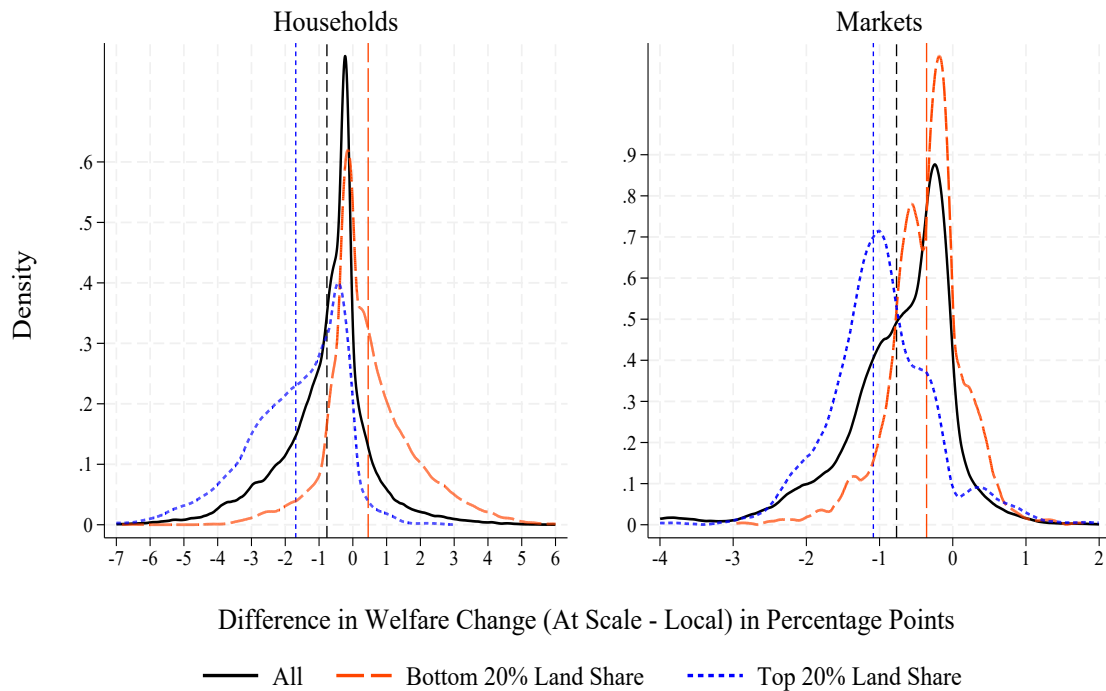 Households
Markets
Density
.6
.5
.4
.3
.2
.1
0
-7 -6 -5 -4 -3 -2 -1 0 1 2 3 4 5 6
.9
.8
.7
.6
.5
.4
.3
.2
.1
0
-4 -3 -2 -1 0 1 2
Difference in Welfare Change (At Scale - Local) in Percentage Points
All Bottom 20% Land Share Top 20% Land Share